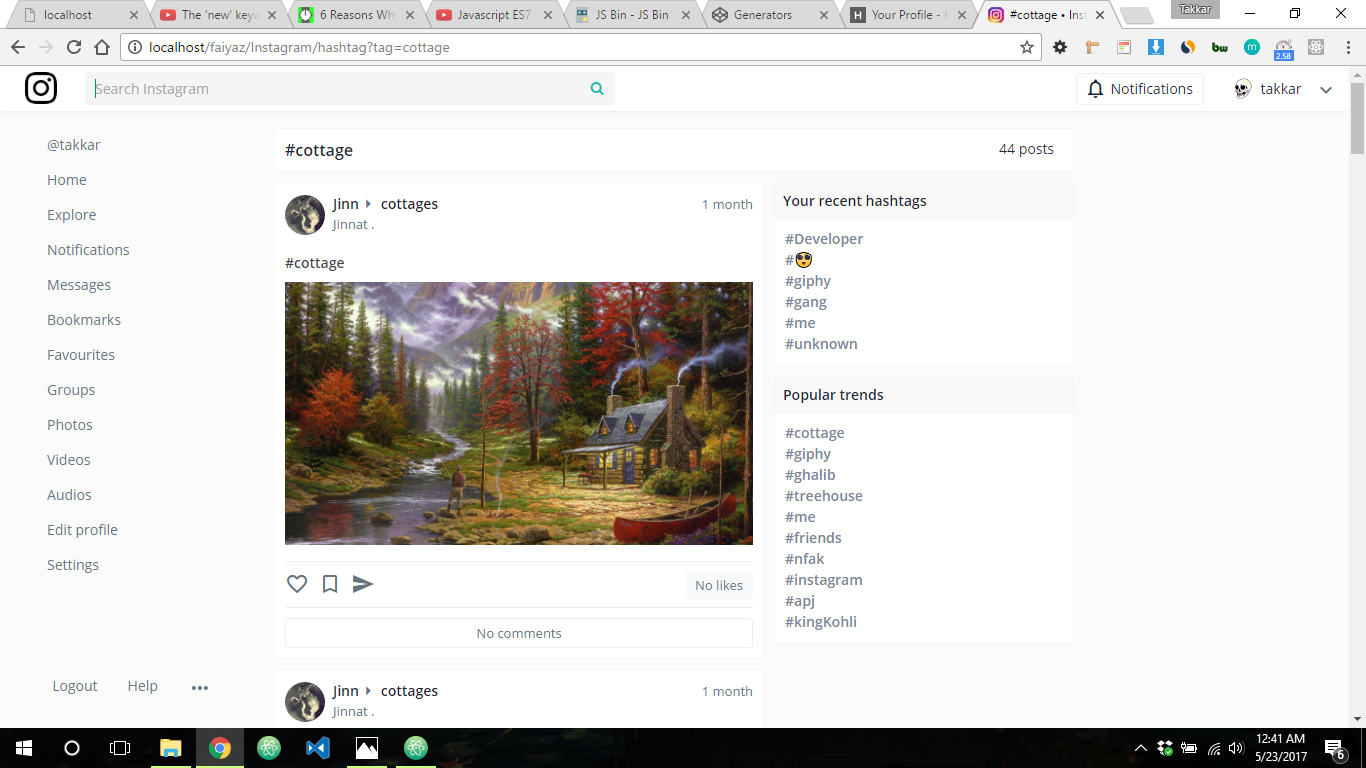 localhost
The 'new' keyw
6 Reasons Why
Javascript ES7
JS Bin - JS Bin
Generators
Your Profile - H
#cottage • Inst
Takkar
localhost/faiyaz/Instagram/hashtag?tag=cottage
bw
m
2.58
Search Instagram
Notifications
takkar
@takkar
Home
Explore
Notifications
Messages
Bookmarks
Favourites
Groups
Photos
Videos
Audios
Edit profile
Settings
Logout Help
#cottage
44 posts
Jinn cottages
1 month
Jinnat .
#cottage
No likes
No comments
Jinn cottages
1 month
Jinnat .
Your recent hashtags
#Developer
#😎
#giphy
#gang
#me
#unknown
Popular trends
#cottage
#giphy
#ghalib
#treehouse
#me
#friends
#nfak
#instagram
#apj
#kingKohli
12:41 AM
5/23/2017
6